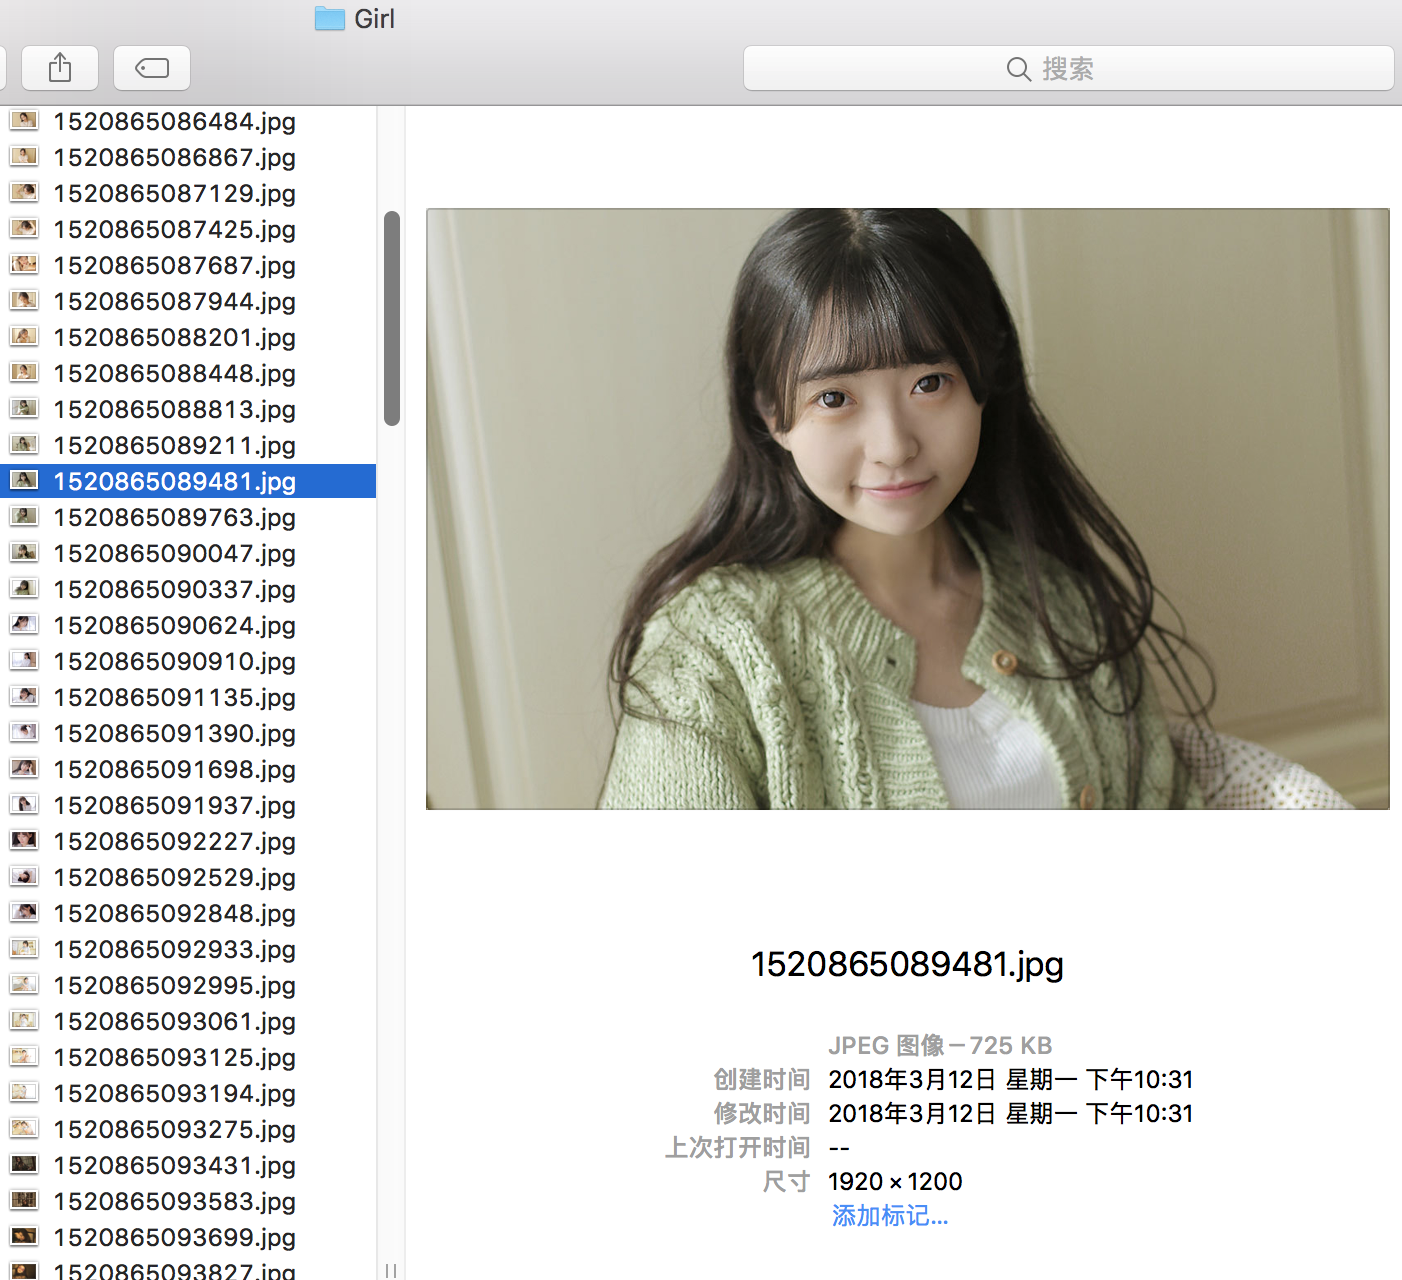 Girl
搜索
1520865086484.jpg
1520865086867.jpg
1520865087129.jpg
1520865087425.jpg
1520865087687.jpg
1520865087944.jpg
1520865088201.jpg
1520865088448.jpg
1520865088813.jpg
1520865089211.jpg
1520865089481.jpg
1520865089763.jpg
1520865090047.jpg
1520865090337.jpg
1520865090624.jpg
1520865090910.jpg
1520865091135.jpg
1520865091390.jpg
1520865091698.jpg
1520865091937.jpg
1520865092227.jpg
1520865092529.jpg
1520865092848.jpg
1520865092933.jpg
1520865092995.jpg
1520865093061.jpg
1520865093125.jpg
1520865093194.jpg
1520865093275.jpg
1520865093431.jpg
1520865093583.jpg
1520865093699.jpg
1520865093827.jpg
1520865089481.jpg
JPEG 图像－725 KB
创建时间 2018年3月12日 星期一 下午10:31
修改时间 2018年3月12日 星期一 下午10:31
上次打开时间 --
尺寸 1920 × 1200
添加标记...